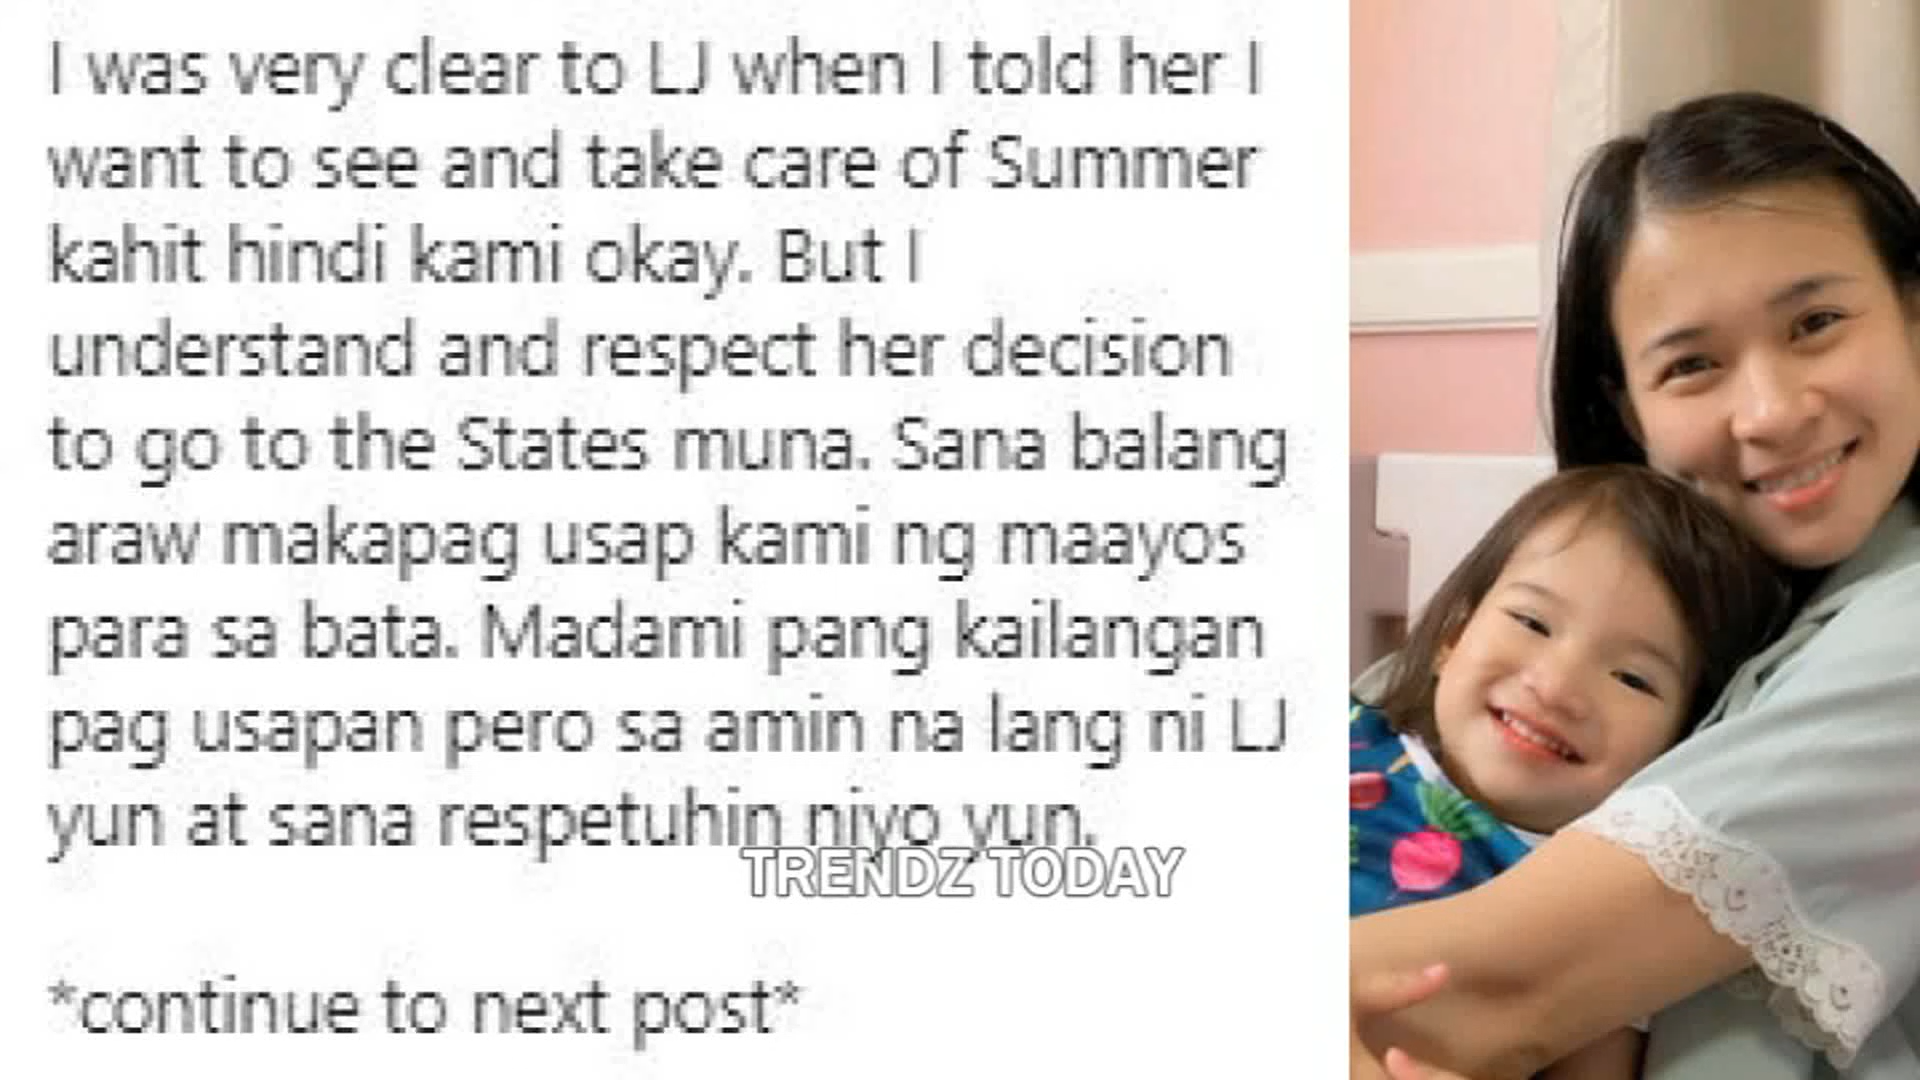 I was very clear to LJ when I told her I
want to see and take care of Summer
kahit hindi kami okay. But I
understand and respect her decision
to go to the States muna. Sana balang
araw makapag usap kami ng maayos
para sa bata. Madami pang kailangan
pag usapan pero sa amin na lang ni LJ
yun at sana respetuhin niyo yun.
TRENDZ TODAY
*continue to next post*